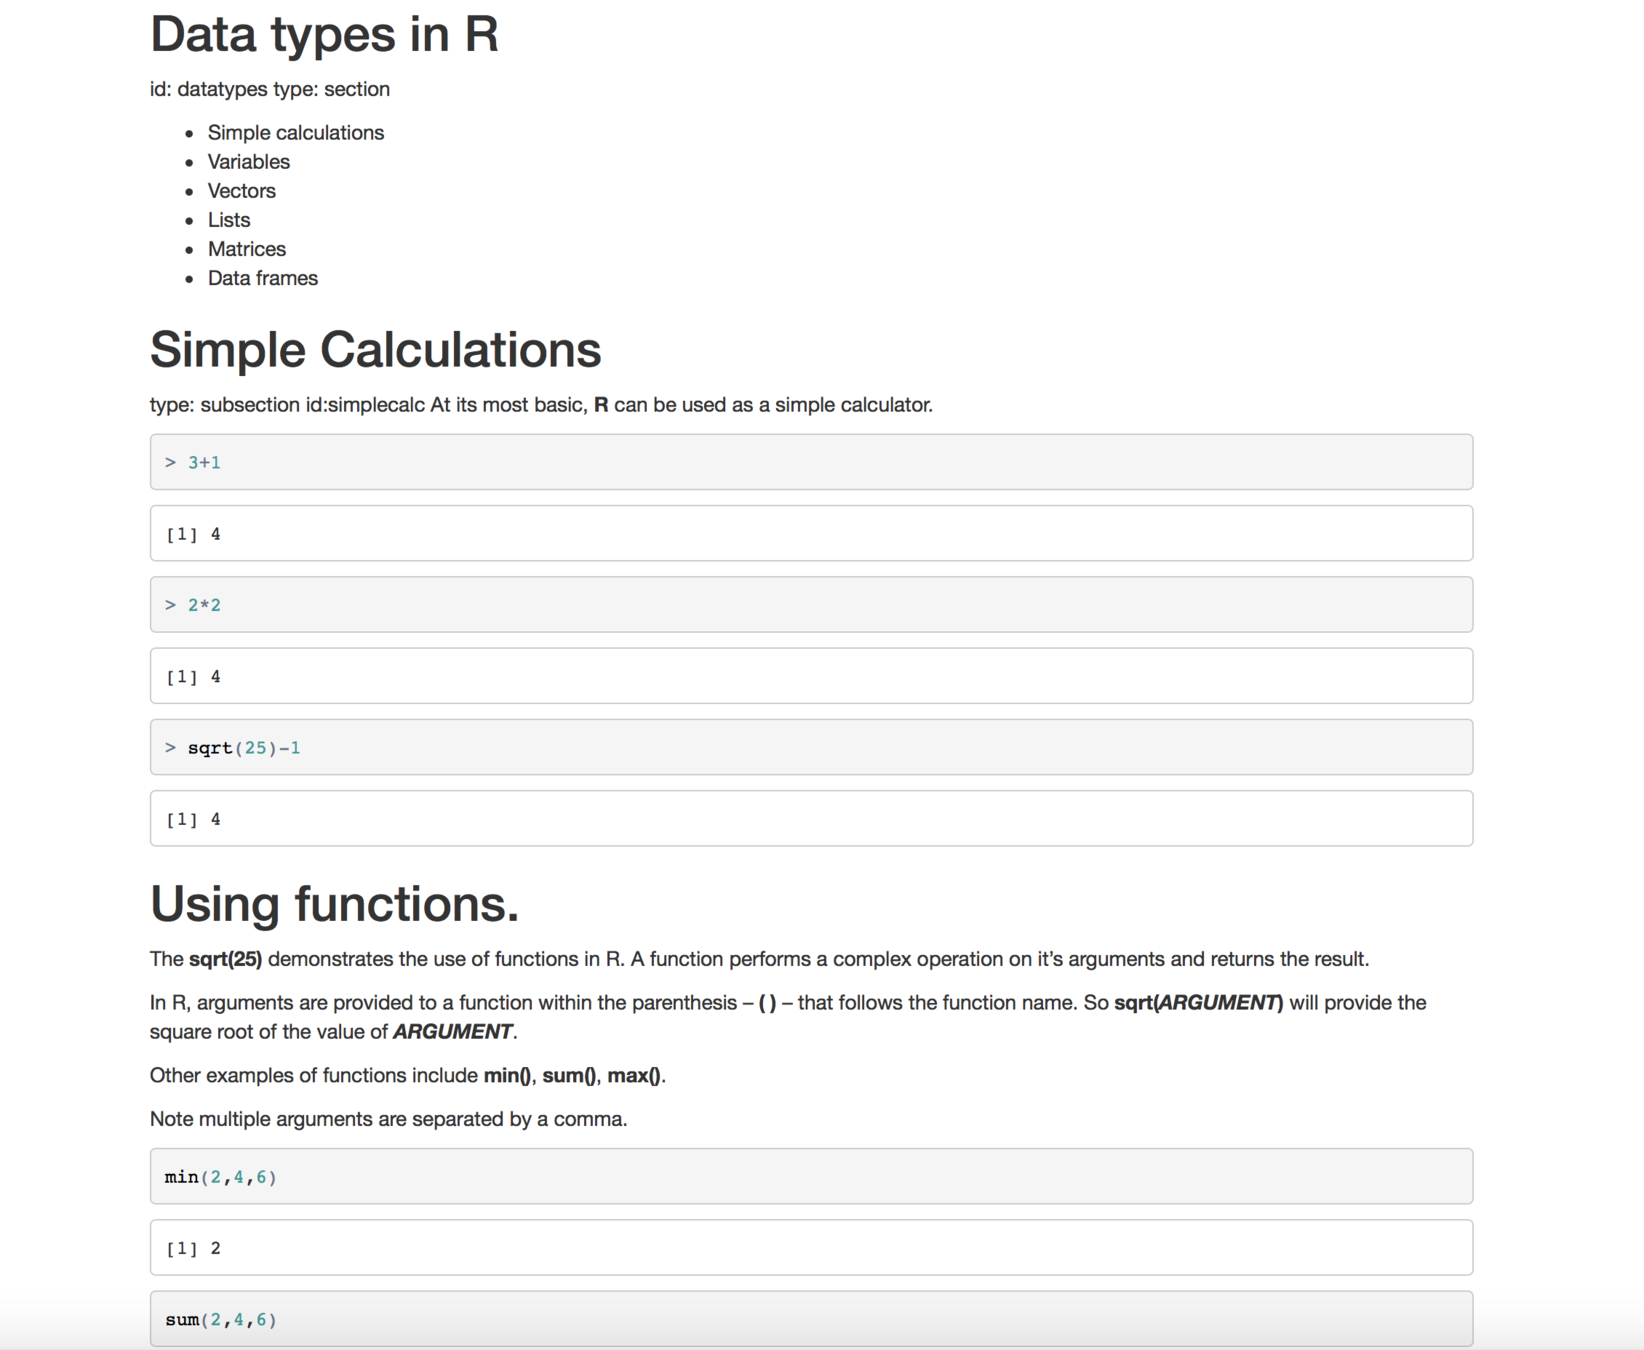 Data types in R
id: datatypes type: section
• Simple calculations
• Variables
• Vectors
• Lists
• Matrices
• Data frames
Simple Calculations
type: subsection id:simplecalc At its most basic, R can be used as a simple calculator.
> 3+1
[1] 4
> 2*2
[1] 4
> sqrt(25)-1
[1] 4
Using functions.
The sqrt(25) demonstrates the use of functions in R. A function performs a complex operation on it’s arguments and returns the result.
In R, arguments are provided to a function within the parenthesis – ( ) – that follows the function name. So sqrt(ARGUMENT) will provide the
square root of the value of ARGUMENT.
Other examples of functions include min(), sum(), max().
Note multiple arguments are separated by a comma.
min(2,4,6)
[1] 2
sum(2,4,6)